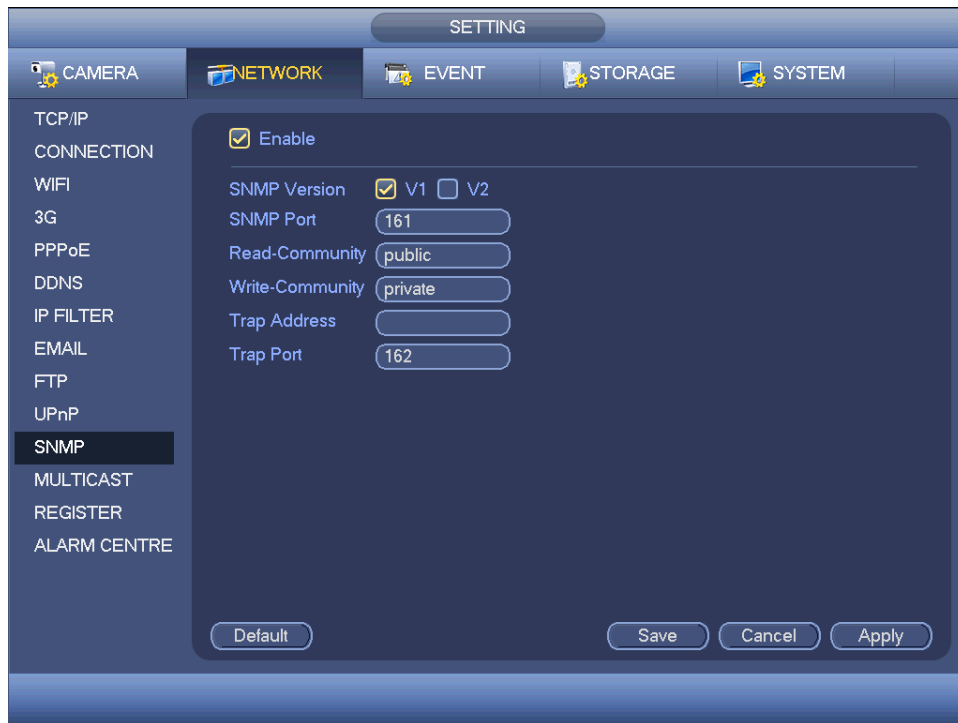 SETTING
CAMERA NETWORK EVENT STORAGE SYSTEM
TCP/IP
CONNECTION
WIFI
3G
PPPoE
DDNS
IP FILTER
EMAIL
FTP
UPnP
SNMP
MULTICAST
REGISTER
ALARM CENTRE
Enable
SNMP Version V1 V2
SNMP Port 161
Read-Community public
Write-Community private
Trap Address
Trap Port 162
Default Save Cancel Apply